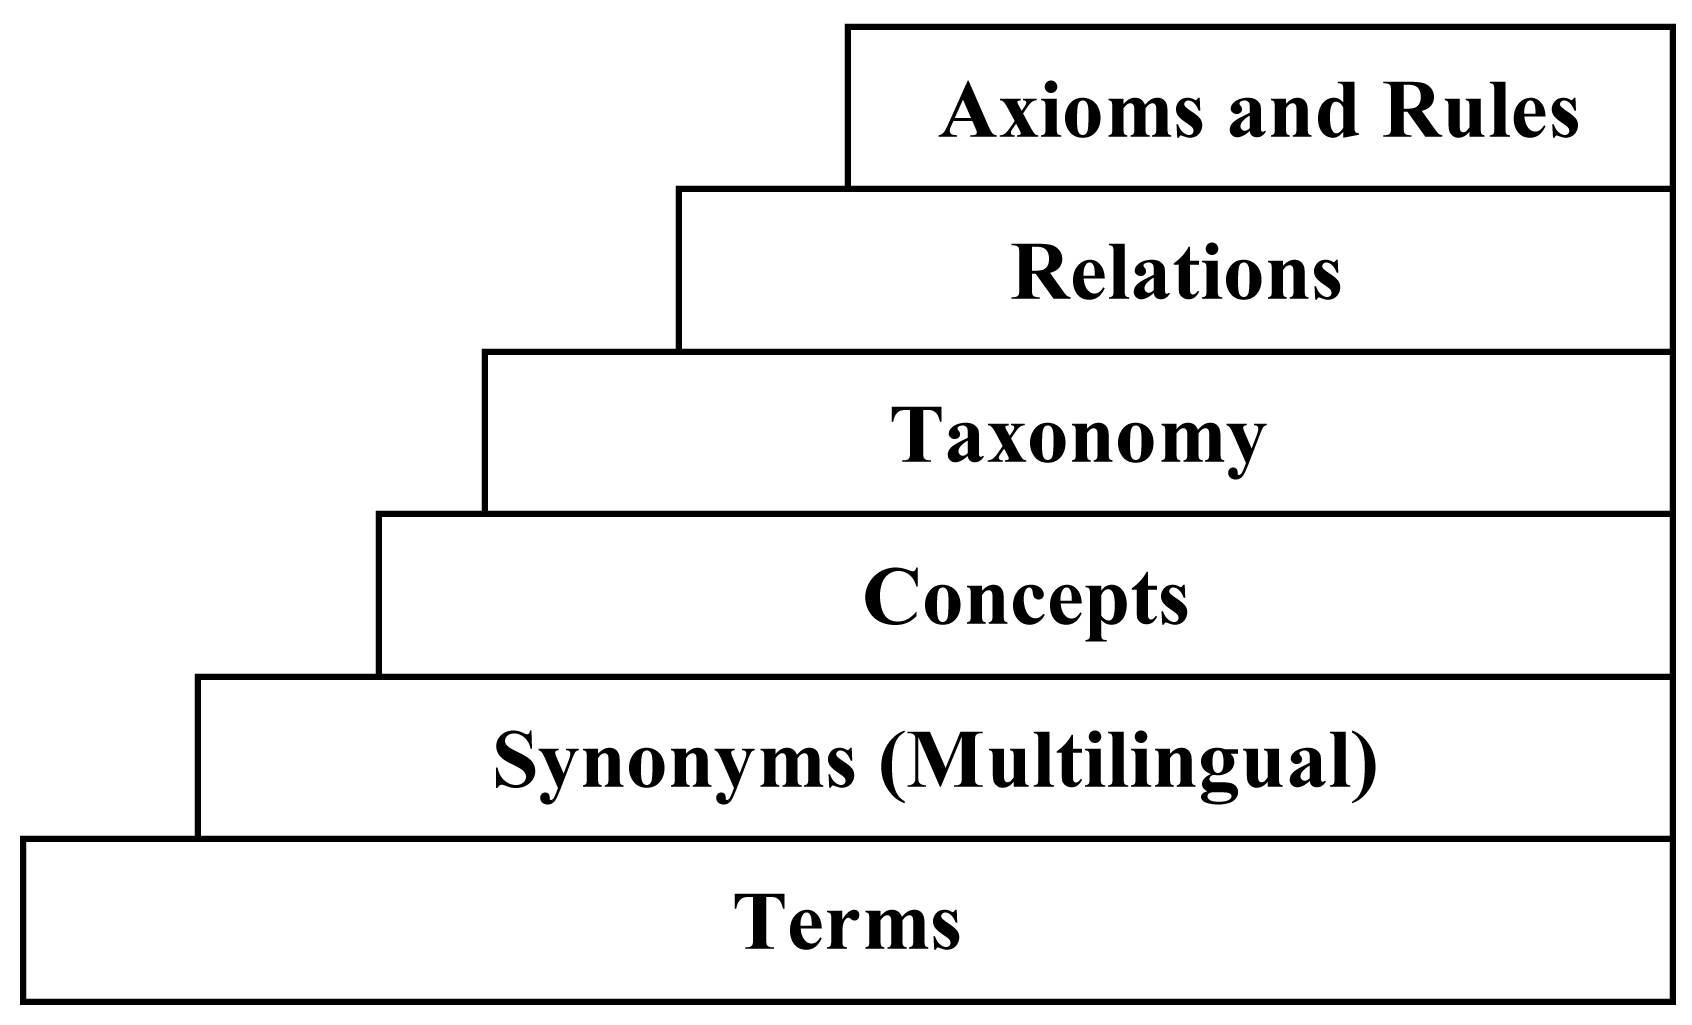 Axioms and Rules
Relations
Taxonomy
Concepts
Synonyms (Multilingual)
Terms